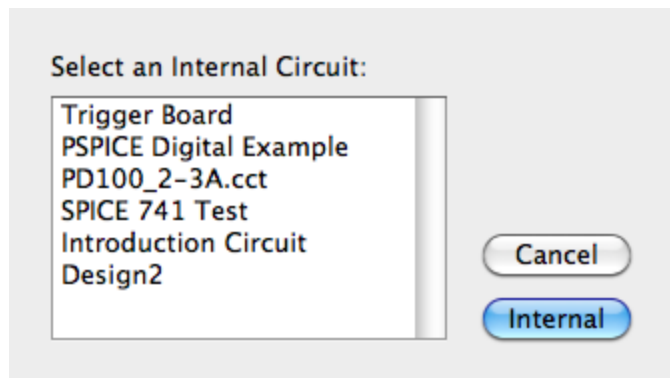 Select an Internal Circuit:
Trigger Board
PSPICE Digital Example
PD100_2-3A.cct
SPICE 741 Test
Introduction Circuit
Design2
Cancel
Internal